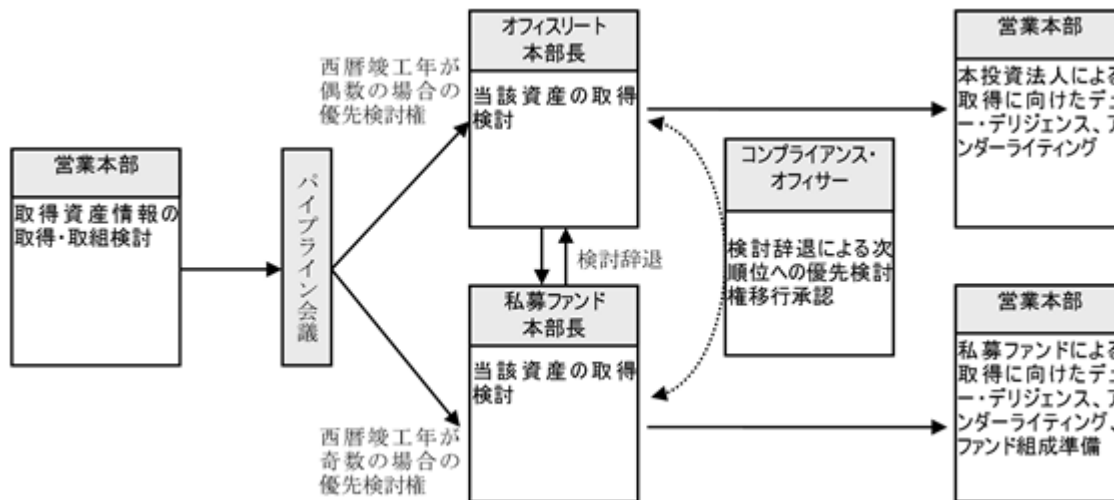 営業本部
取得資産情報の
取得・取組検討
パイプライン会議
西暦竣工年が
偶数の場合の
優先検討権
西暦竣工年が
奇数の場合の
優先検討権
オフィスリート
本部長
当該資産の取得
検討
検討辞退
私募ファンド
本部長
当該資産の取得
検討
コンプライアンス・
オフィサー
検討辞退による次
順位への優先検討
権移行承認
営業本部
本投資法人による
取得に向けたデュ
ー・デリジェンス、ア
ンダーライティング
営業本部
私募ファンドによる
取得に向けたデュ
ー・デリジェンス、ア
ンダーライティング、
ファンド組成準備